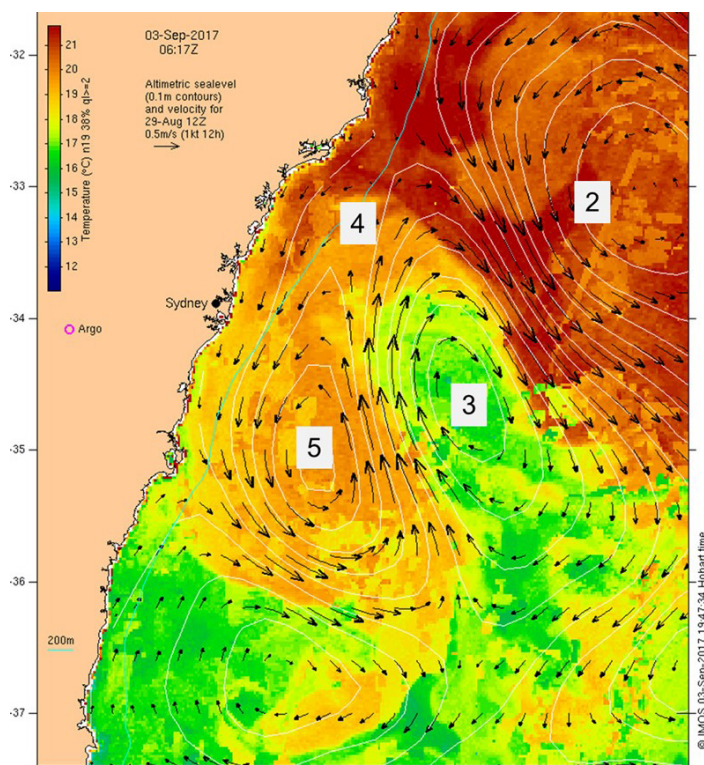 03-Sep-2017
06:17Z
Altimetric sealevel
(0.1m contours)
and velocity for
29-Aug 12Z
0.5m/s (1kt 12h)
-32
-33
-34
-35
-36
-37
21
20
19
18
17
16
15
14
13
12
Temperature (°C) n19 38% ql>=2
2
4
Sydney
Argo
3
5
200m
© IMOS 03-Sep-2017 19:47:34 Hobart time